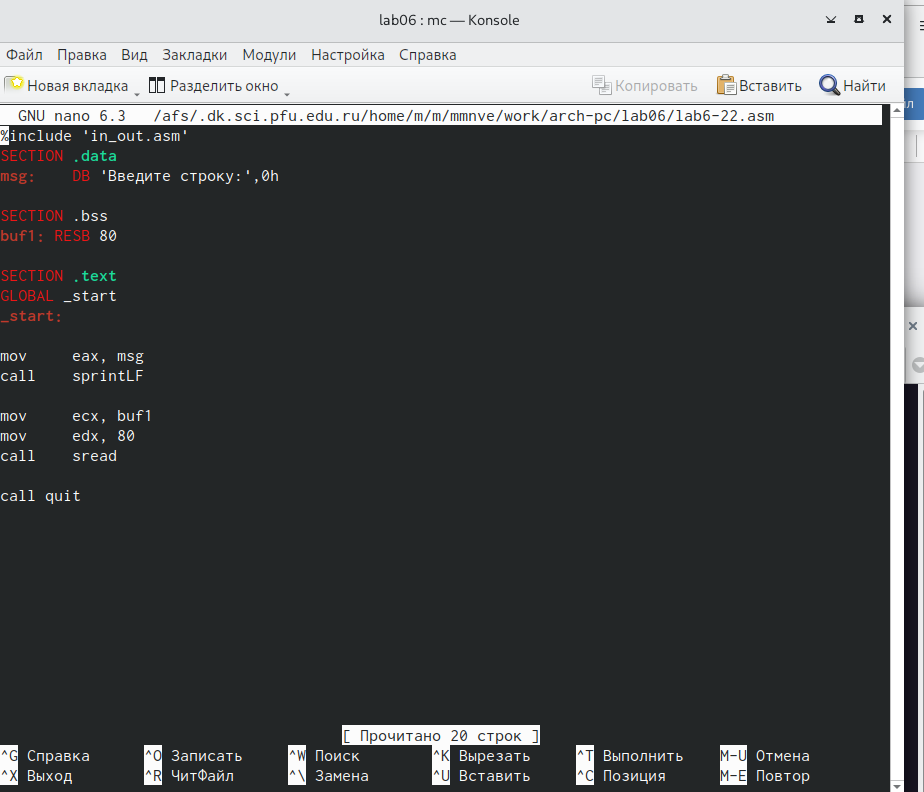 lab06 : mc — Konsole
Файл Правка Вид Закладки Модули Настройка Справка
Новая вкладка Разделить окно Копировать Вставить Найти
GNU nano 6.3 /afs/.dk.sci.pfu.edu.ru/home/m/m/mmnve/work/arch-pc/lab06/lab6-22.asm
%include 'in_out.asm'
SECTION .data
msg: DB 'Введите строку:',0h
SECTION .bss
buf1: RESB 80
SECTION .text
GLOBAL _start
_start:
mov eax, msg
call sprintLF
mov ecx, buf1
mov edx, 80
call sread
call quit
[ Прочитано 20 строк ]
^G Справка ^O Записать ^W Поиск ^K Вырезать ^T Выполнить M-U Отмена
^X Выход ^R ЧитФайл ^\ Замена ^U Вставить ^C Позиция M-E Повтор